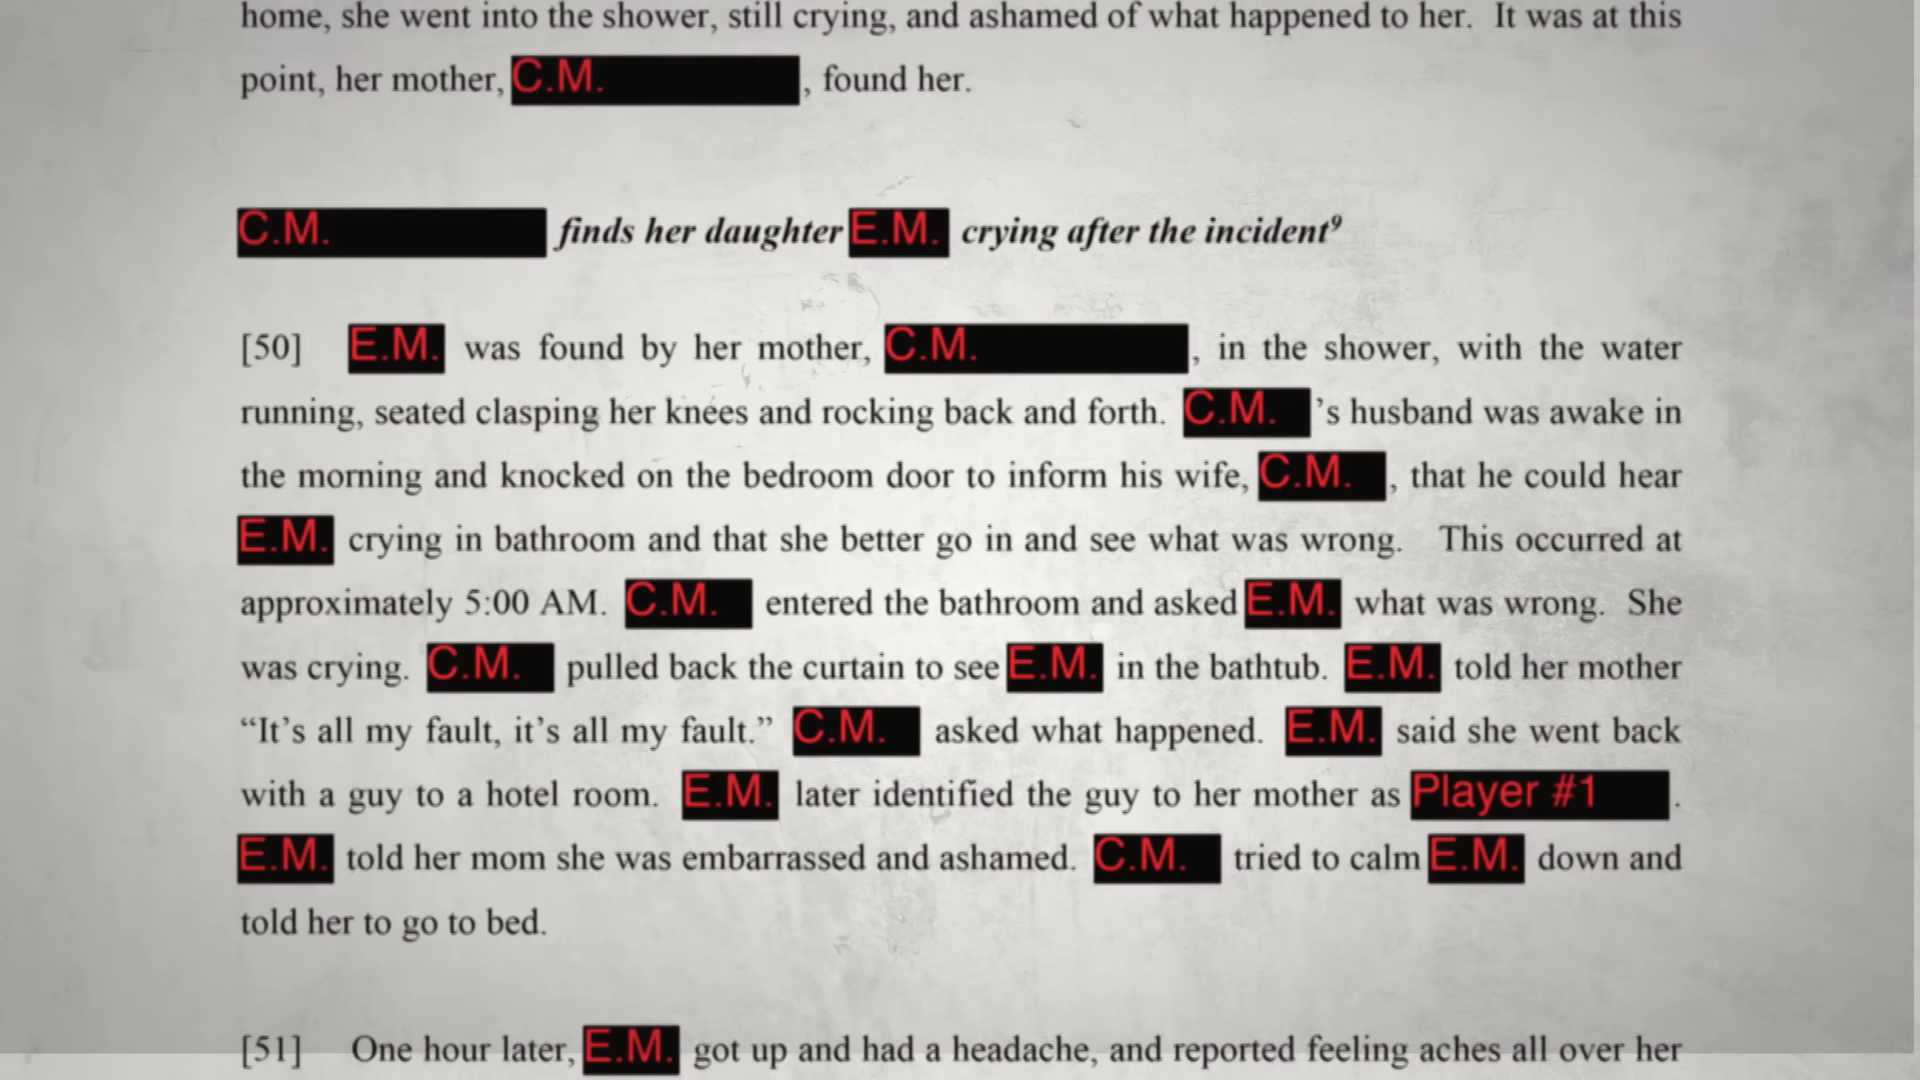 home, she went into the shower, still crying, and ashamed of what happened to her. It was at this
point, her mother, C.M., found her.
C.M. finds her daughter E.M. crying after the incident⁹
[50] E.M. was found by her mother, C.M., in the shower, with the water
running, seated clasping her knees and rocking back and forth. C.M.'s husband was awake in
the morning and knocked on the bedroom door to inform his wife, C.M., that he could hear
E.M. crying in bathroom and that she better go in and see what was wrong. This occurred at
approximately 5:00 AM. C.M. entered the bathroom and asked E.M. what was wrong. She
was crying. C.M. pulled back the curtain to see E.M. in the bathtub. E.M. told her mother
“It’s all my fault, it’s all my fault.” C.M. asked what happened. E.M. said she went back
with a guy to a hotel room. E.M. later identified the guy to her mother as Player #1.
E.M. told her mom she was embarrassed and ashamed. C.M. tried to calm E.M. down and
told her to go to bed.
[51] One hour later, E.M. got up and had a headache, and reported feeling aches all over her